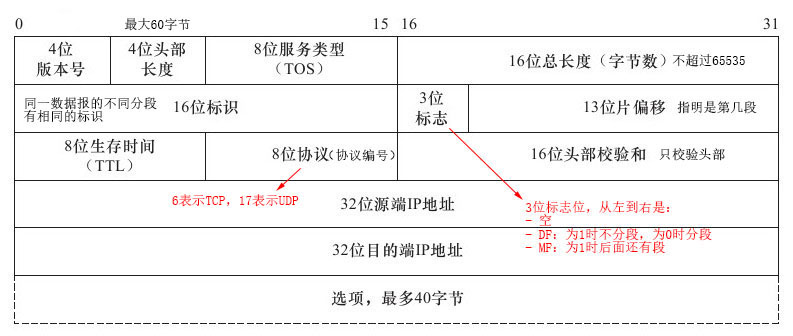 0 最大60字节 15 16 31
4位 4位头部 8位服务类型 16位总长度（字节数）不超过65535
版本号 长度 （TOS）
同一数据报的不同分段 16位标识 3位 13位片偏移 指明是第几段
有相同的标识 标志
8位生存时间 8位协议(协议编号) 16位头部校验和 只校验头部
（TTL）
6表示TCP，17表示UDP 32位源端IP地址 3位标志位，从左到右是：
- 空
- DF：为1时不分段，为0时分段
32位目的端IP地址 - MF：为1时后面还有段
选项，最多40字节